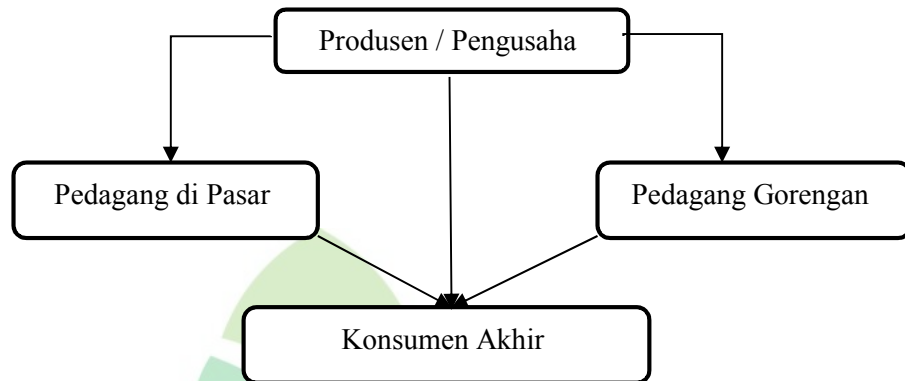 Produsen / Pengusaha
Pedagang di Pasar
Pedagang Gorengan
Konsumen Akhir